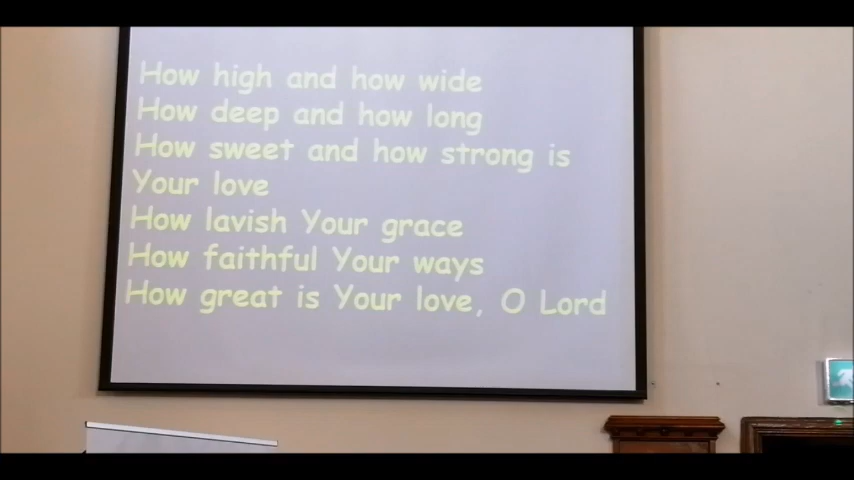 How high and how wide
How deep and how long
How sweet and how strong is
Your love
How lavish Your grace
How faithful Your ways
How great is Your love, O Lord